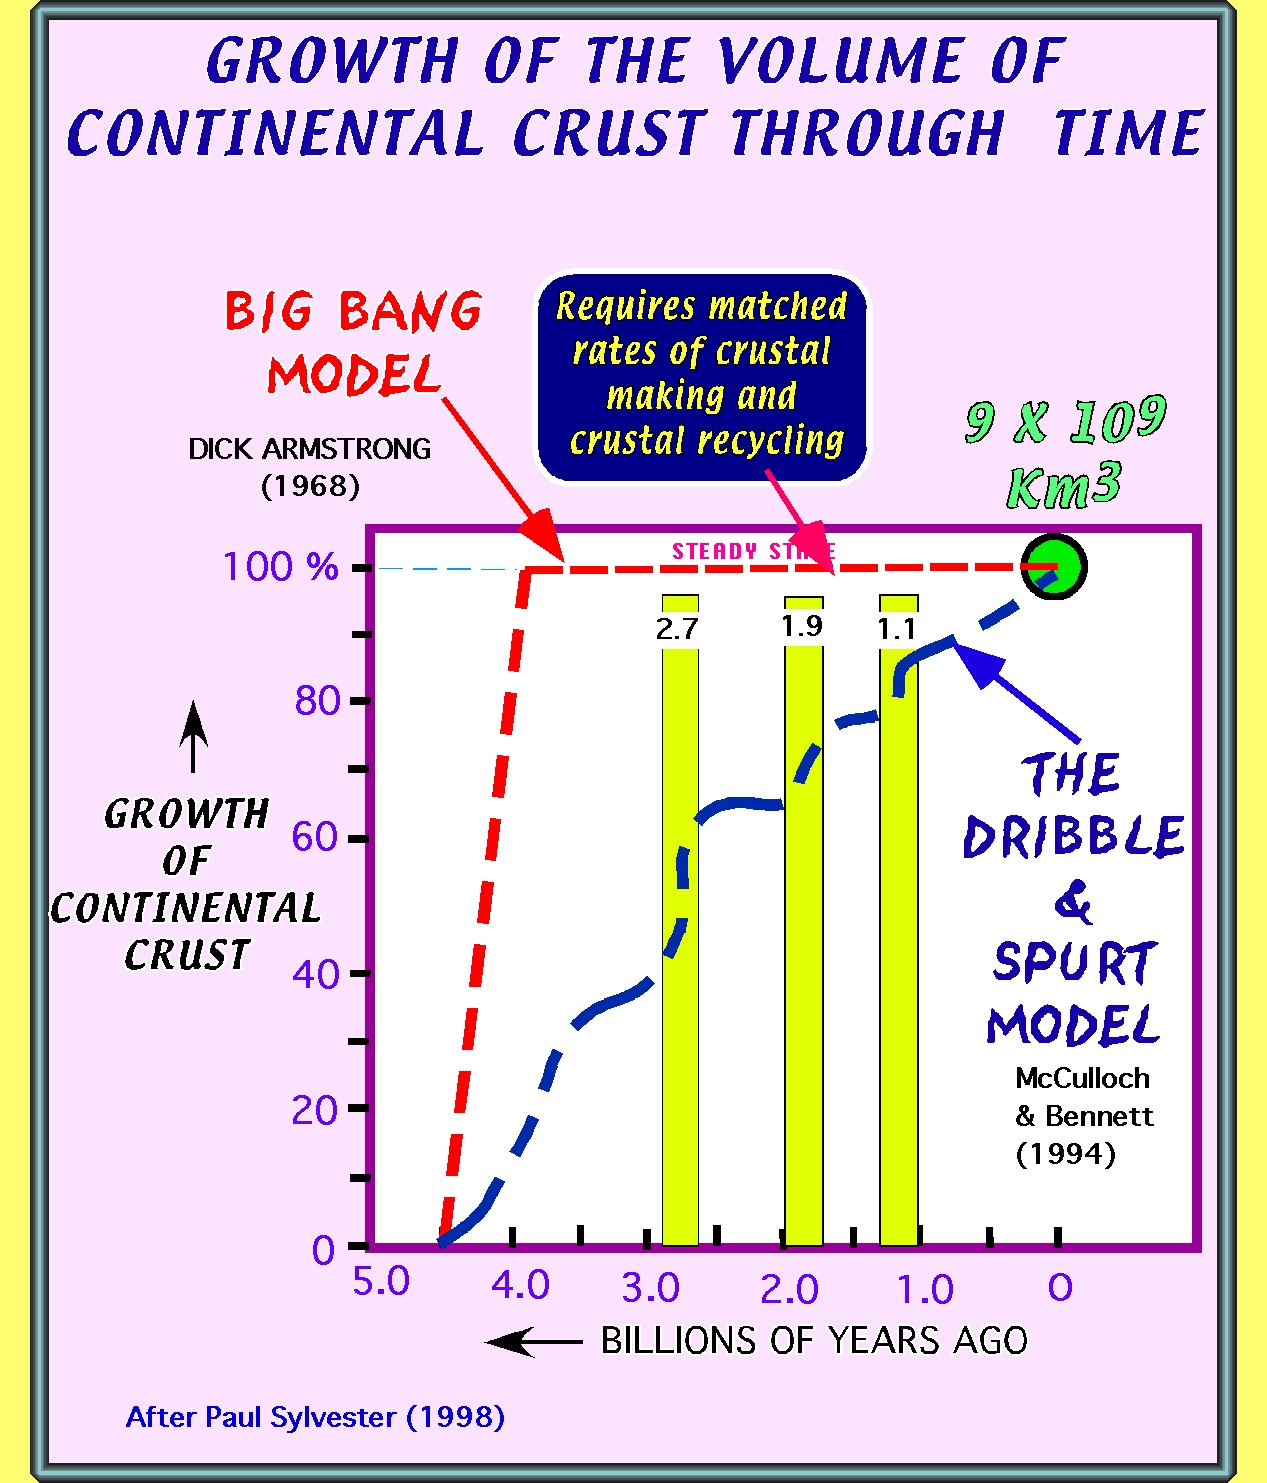 GROWTH OF THE VOLUME OF
CONTINENTAL CRUST THROUGH TIME
BIG BANG
MODEL
DICK ARMSTRONG
(1968)
Requires matched
rates of crustal
making and
crustal recycling
9 X 10⁹
Km³
STEADY STATE
100 %
80
60
40
20
0
2.7
1.9
1.1
GROWTH
OF
CONTINENTAL
CRUST
THE
DRIBBLE
&
SPURT
MODEL
McCulloch
& Bennett
(1994)
5.0 4.0 3.0 2.0 1.0 0
BILLIONS OF YEARS AGO
After Paul Sylvester (1998)